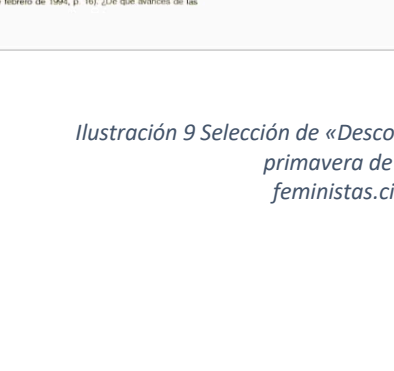 febrero de 1994, p. 16). ¿De qué avances de las
Ilustración 9 Selección de «Desco
primavera de
feministas.ci